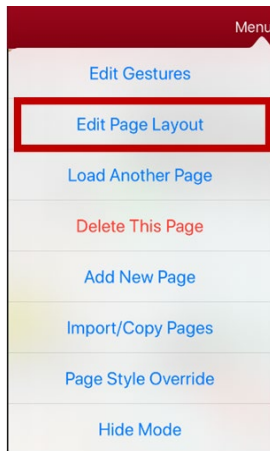 Menu
Edit Gestures
Edit Page Layout
Load Another Page
Delete This Page
Add New Page
Import/Copy Pages
Page Style Override
Hide Mode